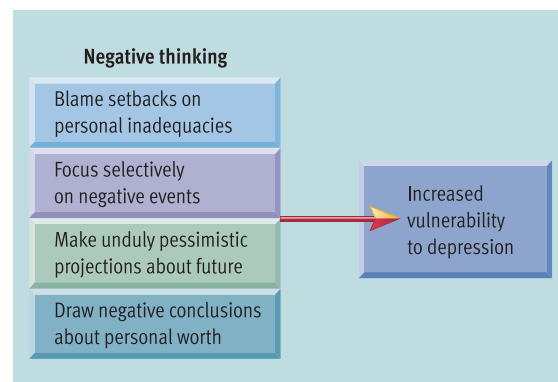 Negative thinking
Blame setbacks on
personal inadequacies
Focus selectively
on negative events
Make unduly pessimistic
projections about future
Draw negative conclusions
about personal worth
Increased
vulnerability
to depression